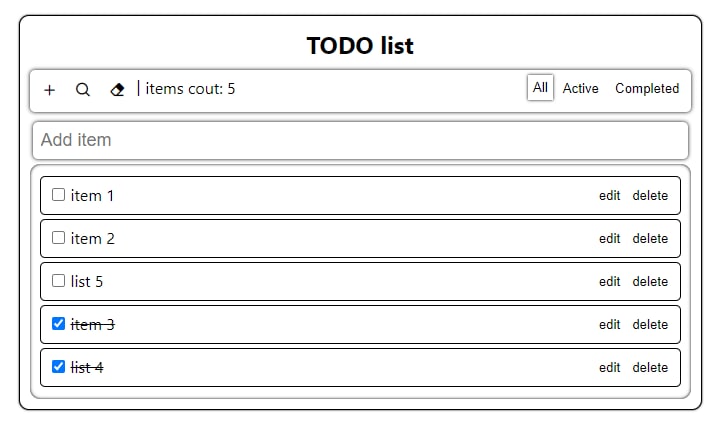 TODO list
+ | items cout: 5 All Active Completed
Add item
item 1 edit delete
item 2 edit delete
list 5 edit delete
item 3 edit delete
list 4 edit delete